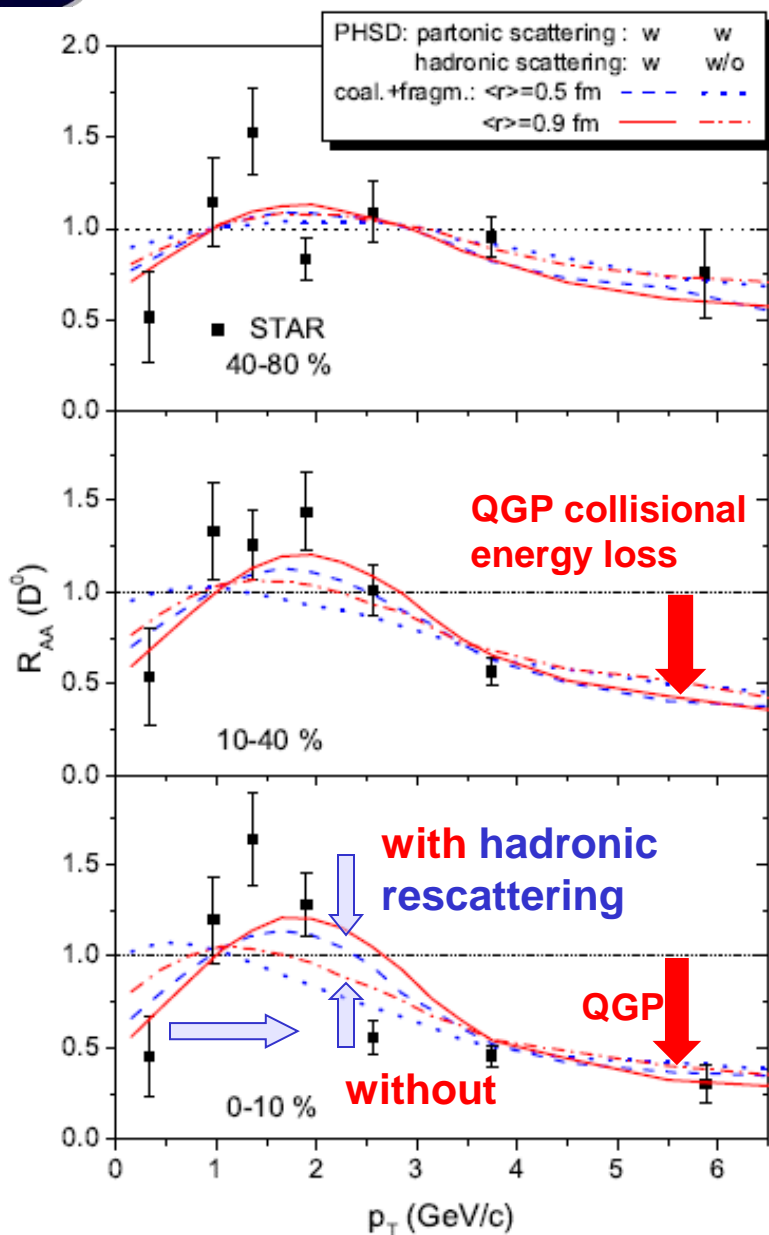 PHSD: partonic scattering : w w
hadronic scattering: w w/o
coal.+fragm.: <r>=0.5 fm
<r>=0.9 fm
2.0
1.5
1.0
0.5
0.0
STAR
40-80 %
1.5
1.0
0.5
0.0
QGP collisional
energy loss
10-40 %
R_AA (D^0)
1.5
1.0
0.5
0.0
with hadronic
rescattering
QGP
without
0-10 %
0 1 2 3 4 5 6
p_T (GeV/c)